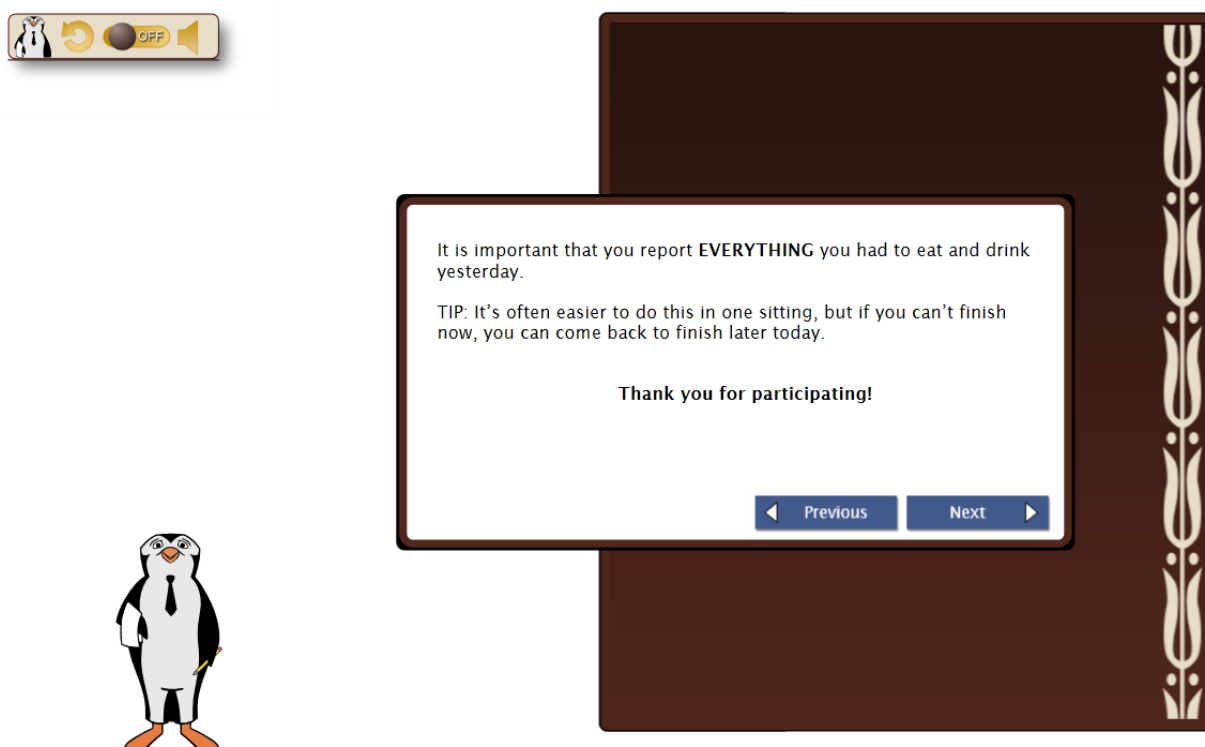 OFF
It is important that you report EVERYTHING you had to eat and drink
yesterday.
TIP: It’s often easier to do this in one sitting, but if you can’t finish
now, you can come back to finish later today.
Thank you for participating!
Previous
Next